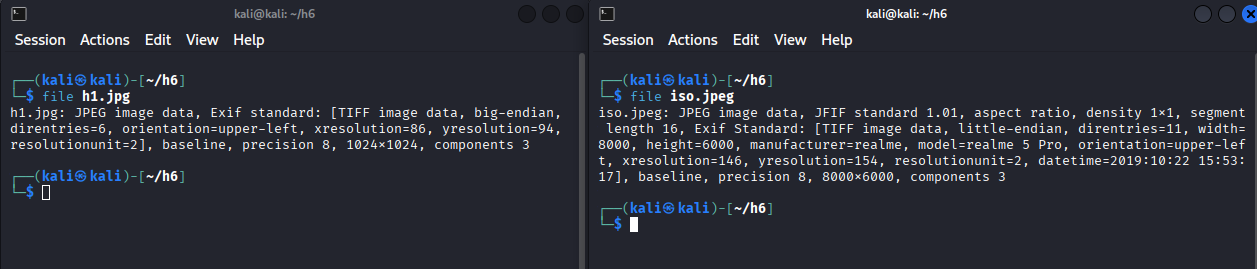 kali@kali: ~/h6
Session Actions Edit View Help
┌──(kali㉿kali)-[~/h6]
└─$ file h1.jpg
h1.jpg: JPEG image data, Exif standard: [TIFF image data, big-endian,
direntries=6, orientation=upper-left, xresolution=86, yresolution=94,
resolutionunit=2], baseline, precision 8, 1024×1024, components 3
┌──(kali㉿kali)-[~/h6]
└─$
kali@kali: ~/h6
Session Actions Edit View Help
┌──(kali㉿kali)-[~/h6]
└─$ file iso.jpeg
iso.jpeg: JPEG image data, JFIF standard 1.01, aspect ratio, density 1×1, segment
length 16, Exif Standard: [TIFF image data, little-endian, direntries=11, width=
8000, height=6000, manufacturer=realme, model=realme 5 Pro, orientation=upper-lef
t, xresolution=146, yresolution=154, resolutionunit=2, datetime=2019:10:22 15:53:
17], baseline, precision 8, 8000×6000, components 3
┌──(kali㉿kali)-[~/h6]
└─$